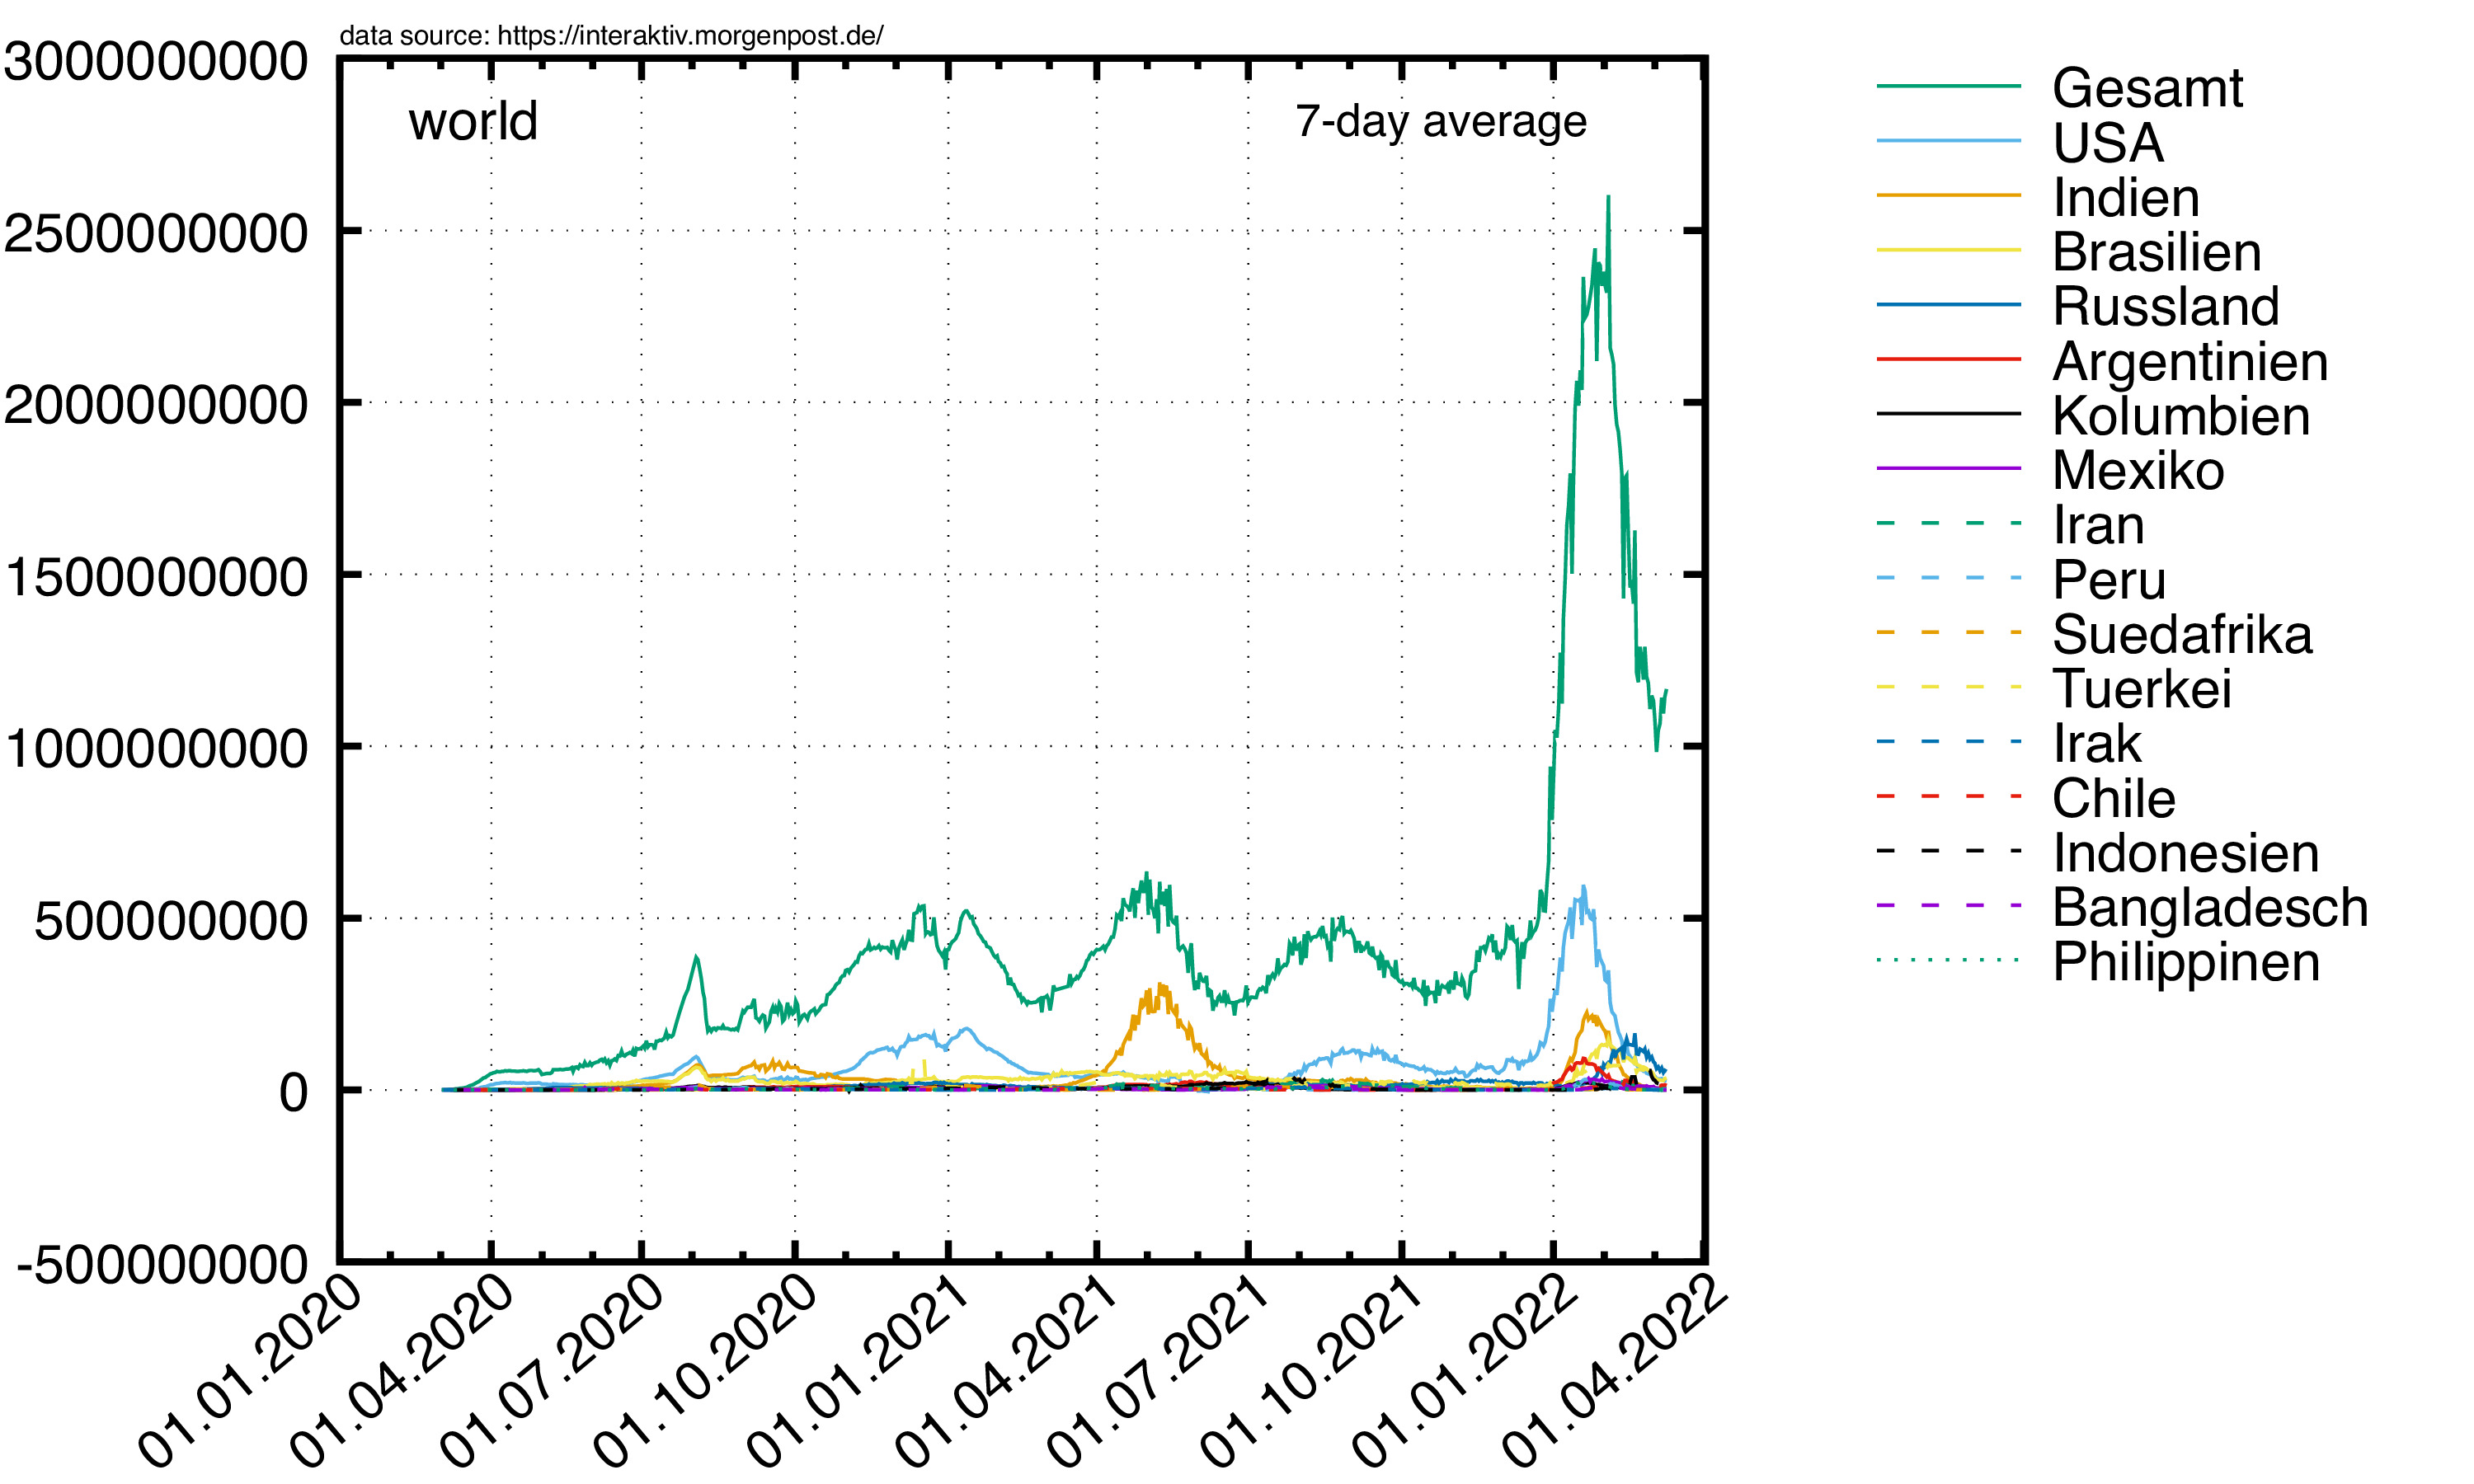 data source: https://interaktiv.morgenpost.de/
3000000000
2500000000
2000000000
1500000000
1000000000
500000000
0
-500000000
world
7-day average
01.01.2020
01.04.2020
01.07.2020
01.10.2020
01.01.2021
01.04.2021
01.07.2021
01.10.2021
01.01.2022
01.04.2022
Gesamt
USA
Indien
Brasilien
Russland
Argentinien
Kolumbien
Mexiko
Iran
Peru
Suedafrika
Tuerkei
Irak
Chile
Indonesien
Bangladesch
Philippinen